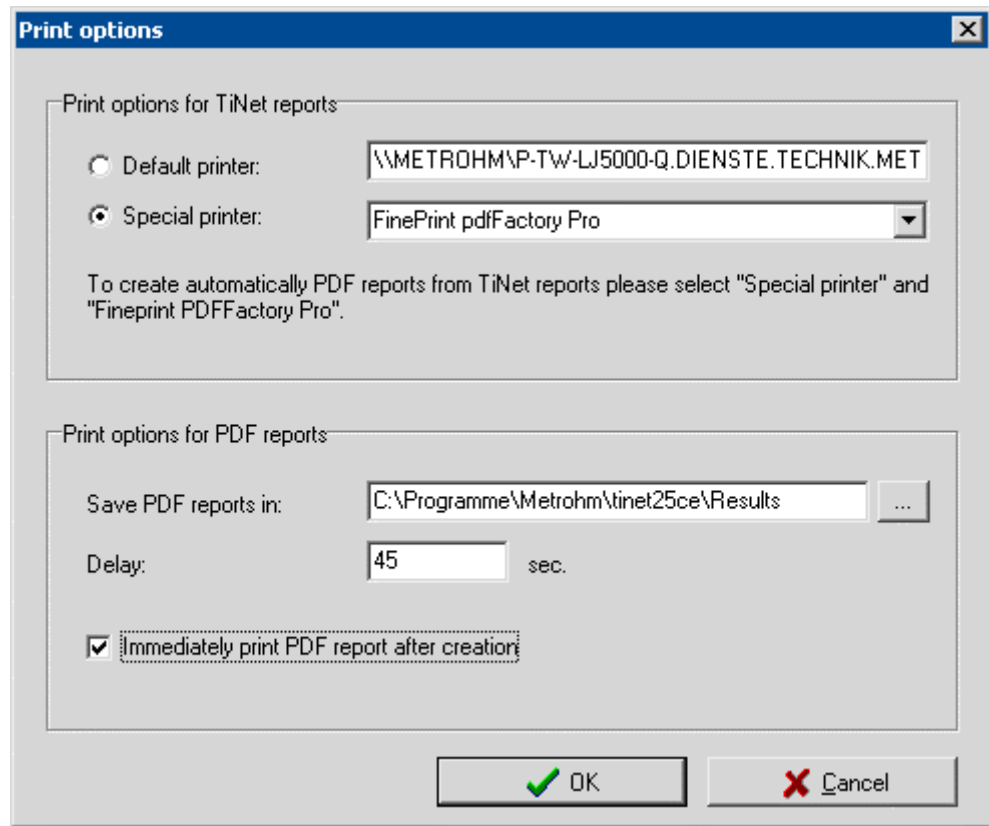 Print options
Print options for TiNet reports
Default printer: \\METROHM\P-TW-LJ5000-Q.DIENSTE.TECHNIK.MET
Special printer: FinePrint pdfFactory Pro
To create automatically PDF reports from TiNet reports please select "Special printer" and
"Fineprint PDFFactory Pro".
Print options for PDF reports
Save PDF reports in: C:\Programme\Metrohm\tinet25ce\Results ...
Delay: 45 sec.
Immediately print PDF report after creation
OK Cancel